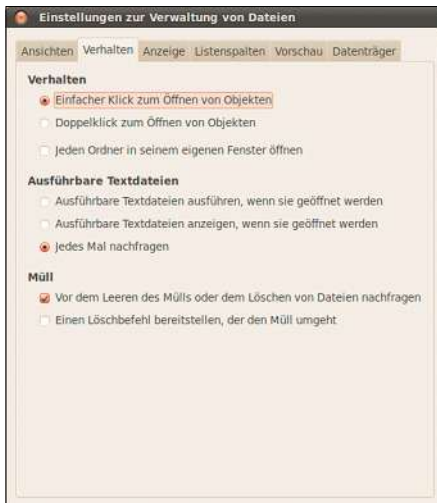 Einstellungen zur Verwaltung von Dateien
Ansichten Verhalten Anzeige Listenspalten Vorschau Datenträger
Verhalten
Einfacher Klick zum Öffnen von Objekten
Doppelklick zum Öffnen von Objekten
Jeden Ordner in seinem eigenen Fenster öffnen
Ausführbare Textdateien
Ausführbare Textdateien ausführen, wenn sie geöffnet werden
Ausführbare Textdateien anzeigen, wenn sie geöffnet werden
Jedes Mal nachfragen
Müll
Vor dem Leeren des Mülls oder dem Löschen von Dateien nachfragen
Einen Löschbefehl bereitstellen, der den Müll umgeht